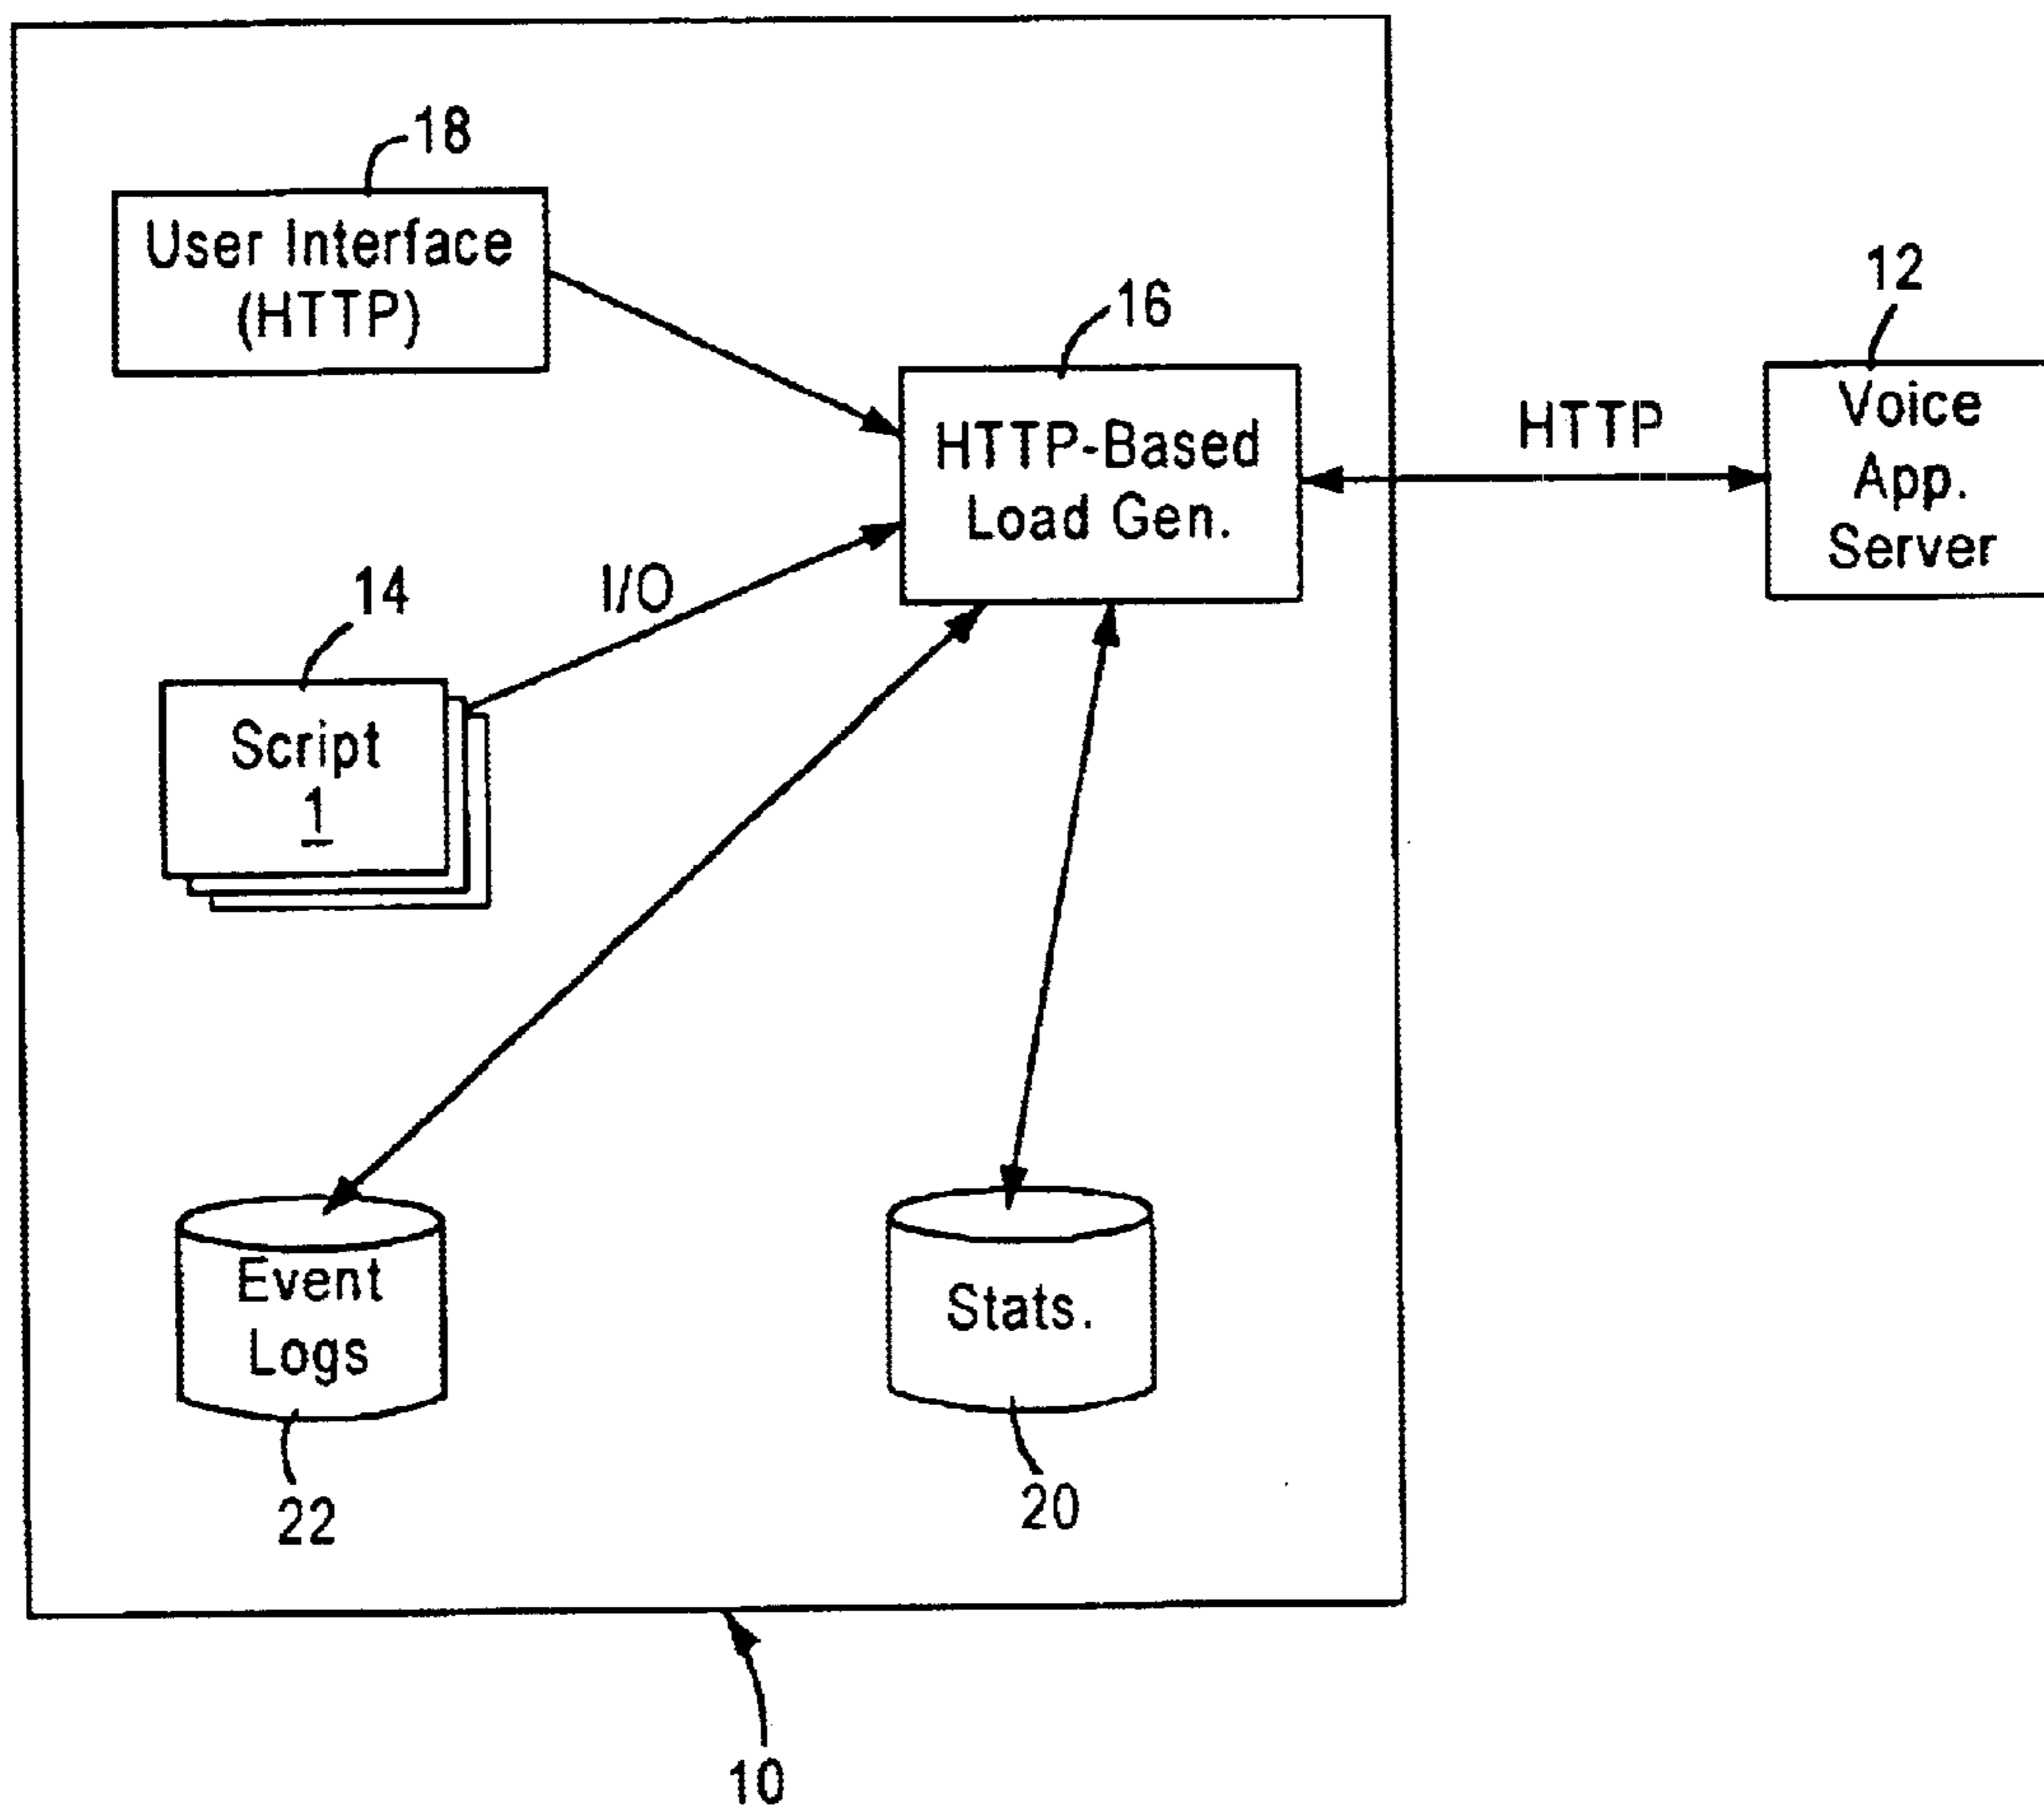 18
User Interface
(HTTP)
16
HTTP-Based
Load Gen.
HTTP
12
Voice
App.
Server
14
I/O
Script
1
Event
Logs
22
Stats.
20
10